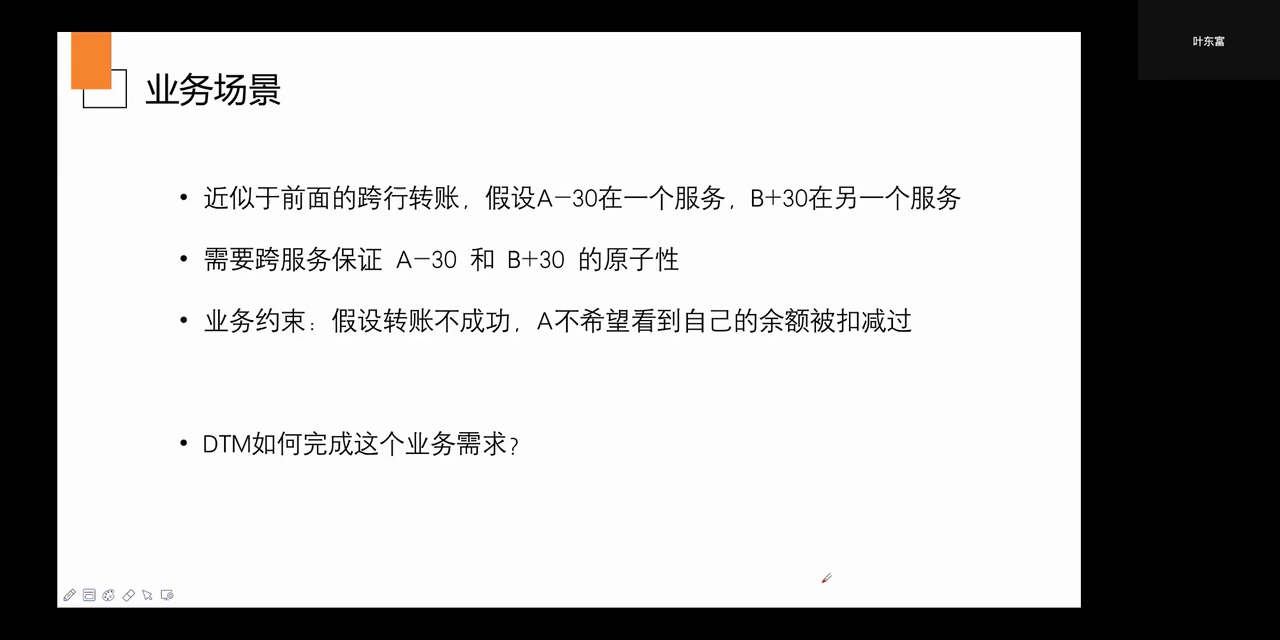 叶东富
业务场景
• 近似于前面的跨行转账，假设A-30在一个服务，B+30在另一个服务
• 需要跨服务保证 A-30 和 B+30 的原子性
• 业务约束：假设转账不成功，A不希望看到自己的余额被扣减过
• DTM如何完成这个业务需求？